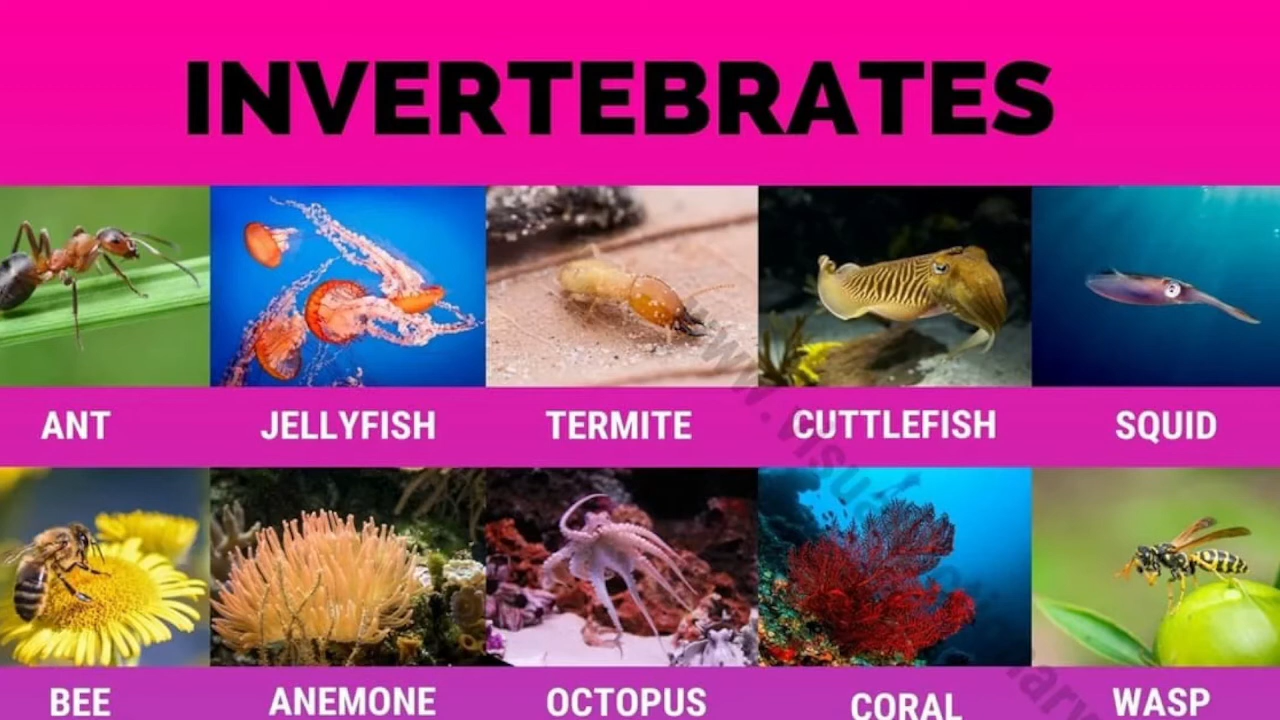 INVERTEBRATES
ANT JELLYFISH TERMITE CUTTLEFISH SQUID
BEE ANEMONE OCTOPUS CORAL WASP